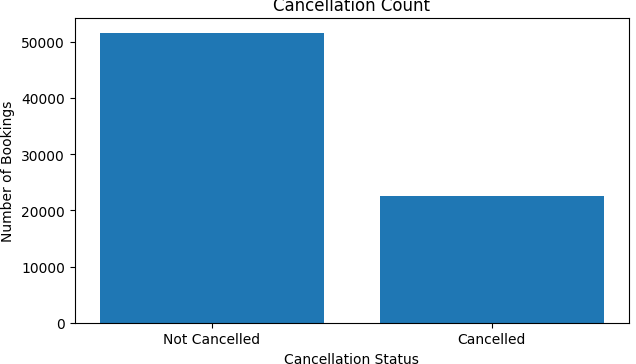 Cancellation Count
50000
40000
30000
20000
10000
0
Number of Bookings
Not Cancelled
Cancelled
Cancellation Status